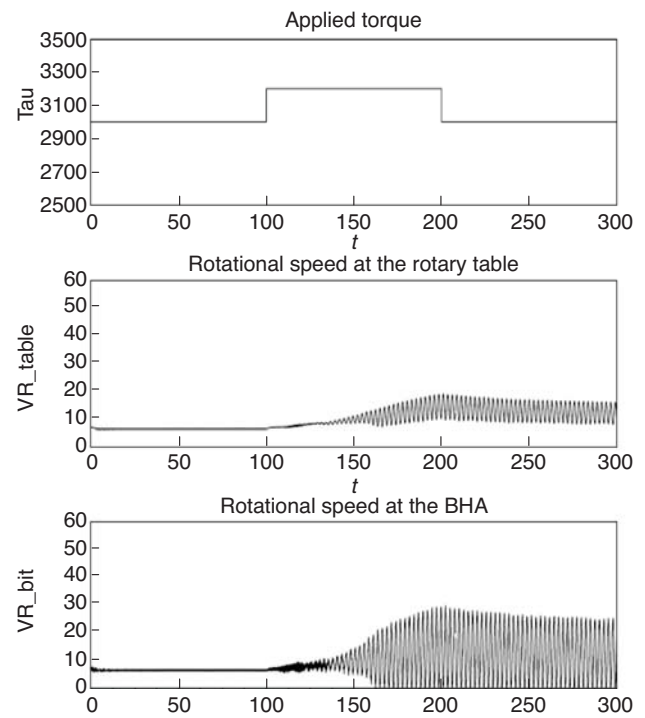 Applied torque
3500
3300
3100
2900
2700
2500
Tau
0 50 100 150 200 250 300
t
Rotational speed at the rotary table
60
50
40
30
20
10
0
VR_table
0 50 100 150 200 250 300
t
Rotational speed at the BHA
60
50
40
30
20
10
0
VR_bit
0 50 100 150 200 250 300